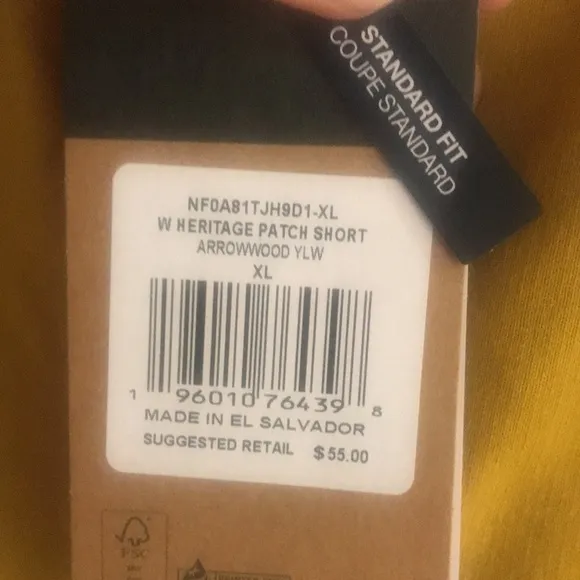 STANDARD FIT
COUPE STANDARD
NF0A81TJH9D1-XL
W HERITAGE PATCH SHORT
ARROWWOOD YLW
XL
1 96010 76439 8
MADE IN EL SALVADOR
SUGGESTED RETAIL $55.00
FSC